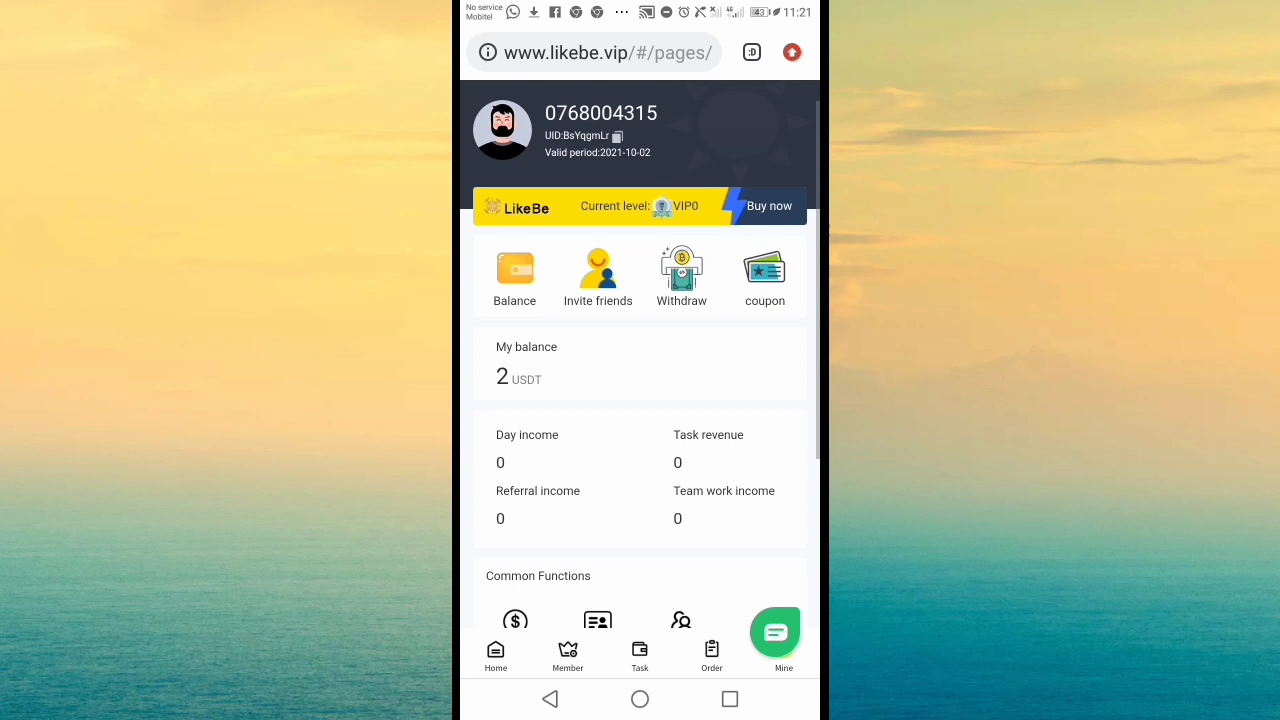 No service
Mobitel
43
11:21
www.likebe.vip/#/pages/
:D
0768004315
UID:BsYqgmLr
Valid period:2021-10-02
LikeBe
Current level: VIP0
Buy now
Balance
Invite friends
Withdraw
coupon
My balance
2 USDT
Day income
Task revenue
0
0
Referral income
Team work income
0
0
Common Functions
Home
Member
Task
Order
Mine